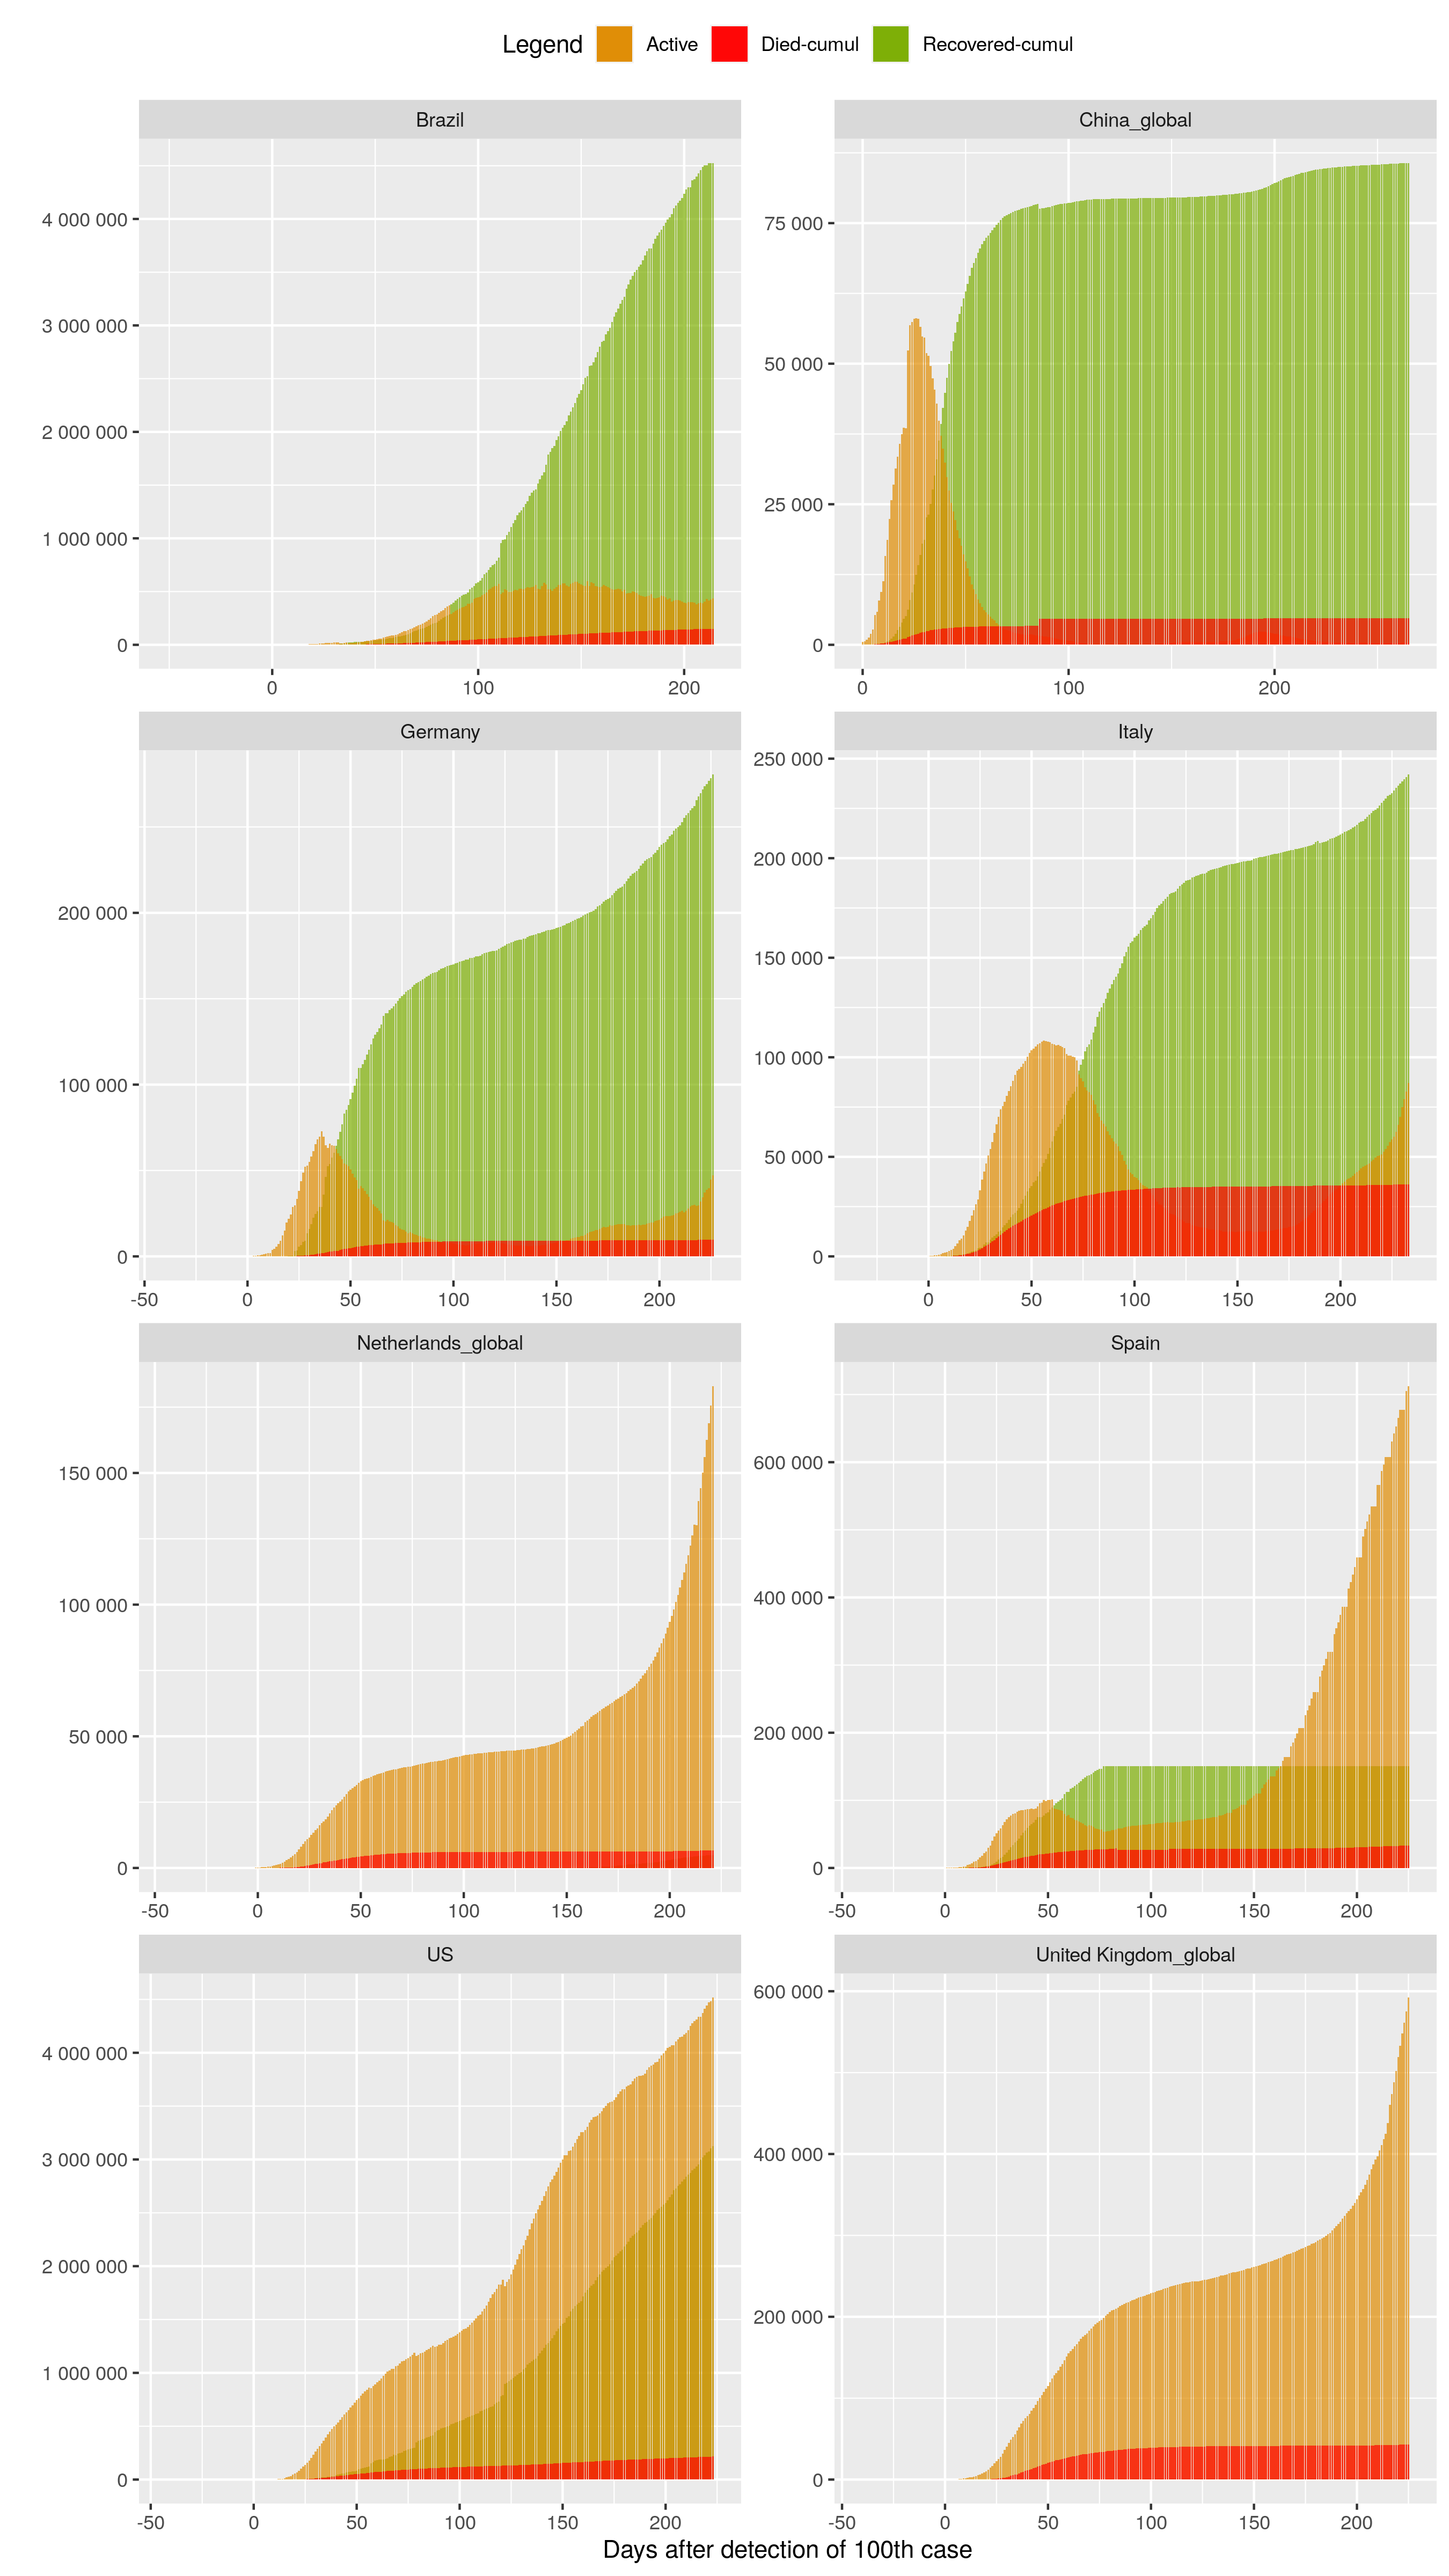 Legend Active Died-cumul Recovered-cumul
Brazil
4 000 000
3 000 000
2 000 000
1 000 000
0
0 100 200
China_global
75 000
50 000
25 000
0
0 100 200
Germany
200 000
100 000
0
-50 0 50 100 150 200
Italy
250 000
200 000
150 000
100 000
50 000
0
0 50 100 150 200
Netherlands_global
150 000
100 000
50 000
0
-50 0 50 100 150 200
Spain
600 000
400 000
200 000
0
-50 0 50 100 150 200
US
4 000 000
3 000 000
2 000 000
1 000 000
0
-50 0 50 100 150 200
United Kingdom_global
600 000
400 000
200 000
0
-50 0 50 100 150 200
Days after detection of 100th case